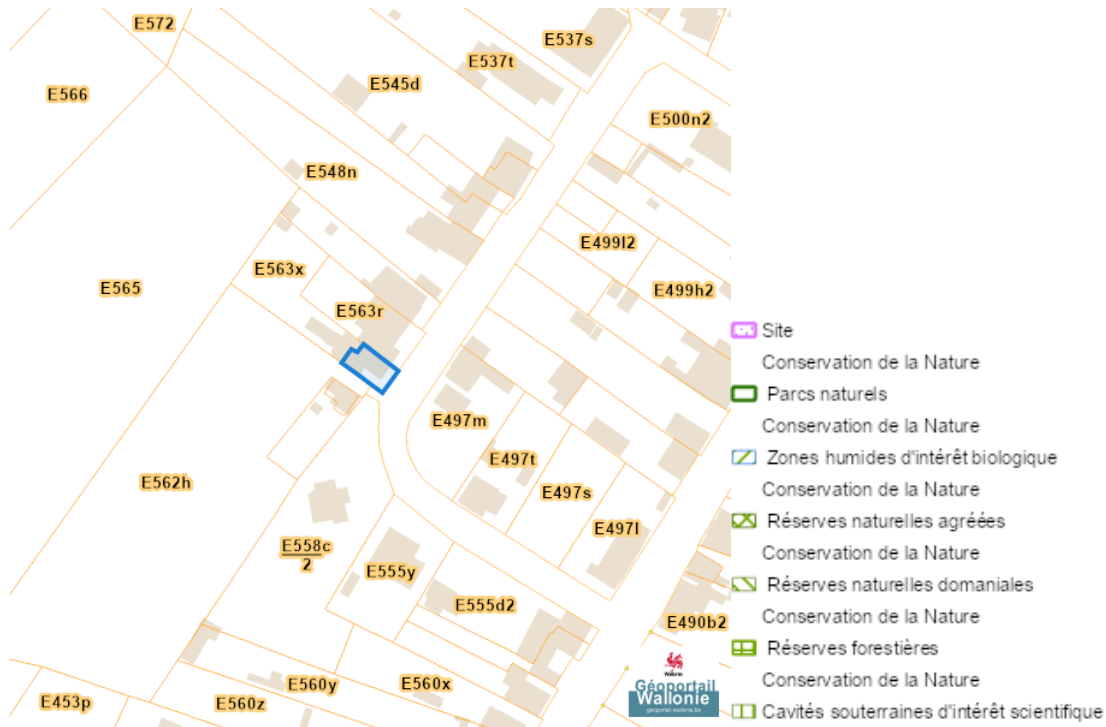 E572
E537s
E537t
E545d
E566
E500n2
E548n
E499l2
E563x
E565
E499h2
E563r
E497m
E497t
E562h
E497s
E497l
E558c
2
E555y
E555d2
E490b2
E560y
E560x
E453p
E560z
Wallonie
Géoportail
Wallonie
geoportail.wallonie.be
Site
Conservation de la Nature
Parcs naturels
Conservation de la Nature
Zones humides d'intérêt biologique
Conservation de la Nature
Réserves naturelles agréées
Conservation de la Nature
Réserves naturelles domaniales
Conservation de la Nature
Réserves forestières
Conservation de la Nature
Cavités souterraines d'intérêt scientifique